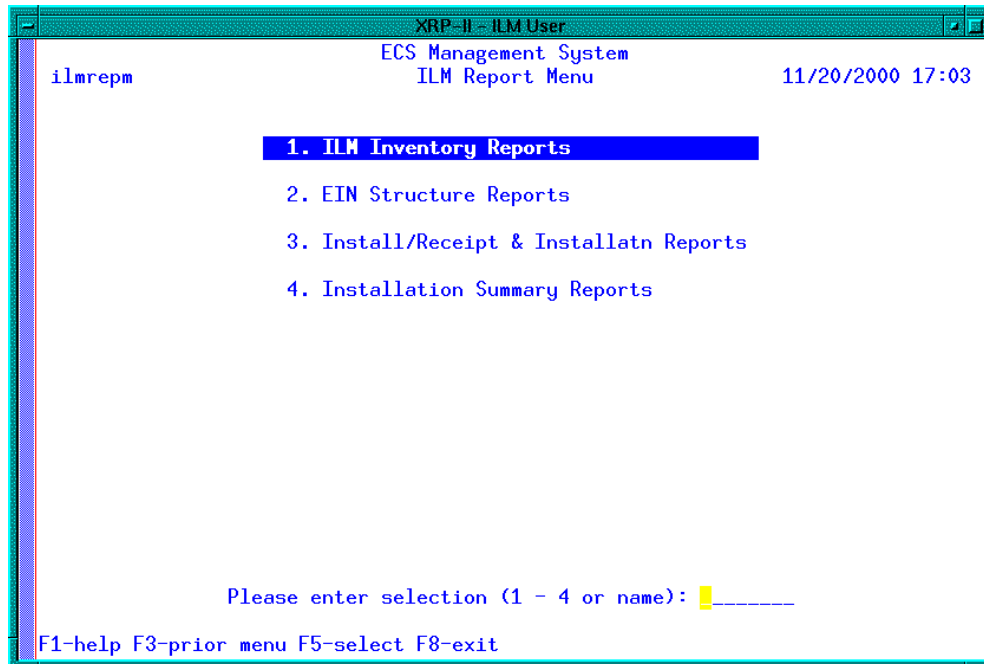 XRP-II - ILM User
ECS Management System
ilmrepm ILM Report Menu 11/20/2000 17:03
1. ILM Inventory Reports
2. EIN Structure Reports
3. Install/Receipt & Installatn Reports
4. Installation Summary Reports
Please enter selection (1 - 4 or name): ________
F1-help F3-prior menu F5-select F8-exit